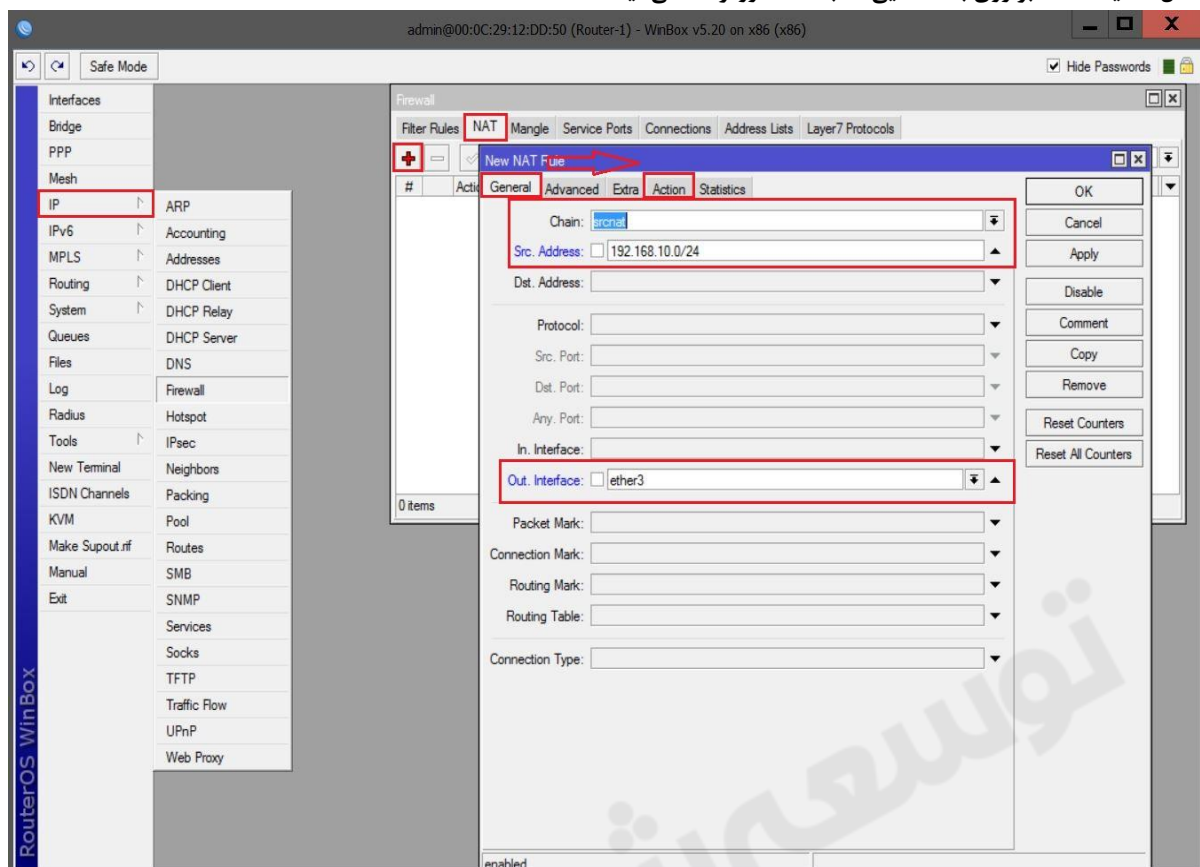 admin@00:0C:29:12:DD:50 (Router-1) - WinBox v5.20 on x86 (x86)
Safe Mode
Hide Passwords
Interfaces
Bridge
PPP
Mesh
IP
IPv6
MPLS
Routing
System
Queues
Files
Log
Radius
Tools
New Terminal
ISDN Channels
KVM
Make Supout.rif
Manual
Exit
RouterOS WinBox
ARP
Accounting
Addresses
DHCP Client
DHCP Relay
DHCP Server
DNS
Firewall
Hotspot
IPsec
Neighbors
Packing
Pool
Routes
SMB
SNMP
Services
Socks
TFTP
Traffic Flow
UPnP
Web Proxy
Firewall
Filter Rules NAT Mangle Service Ports Connections Address Lists Layer7 Protocols
#
0 items
New NAT Rule
General Advanced Extra Action Statistics
Chain: srcnat
Src. Address: 192.168.10.0/24
Dst. Address:
Protocol:
Src. Port:
Dst. Port:
Any. Port:
In. Interface:
Out. Interface: ether3
Packet Mark:
Connection Mark:
Routing Mark:
Routing Table:
Connection Type:
OK
Cancel
Apply
Disable
Comment
Copy
Remove
Reset Counters
Reset All Counters
enabled
توسعه